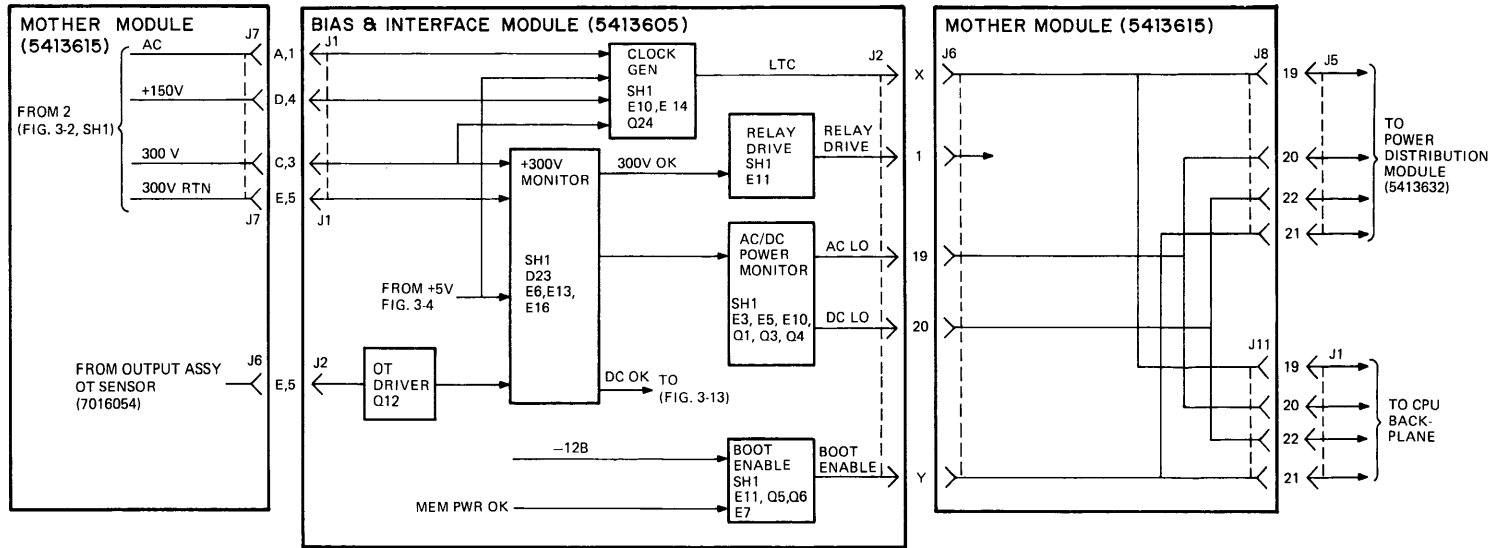 MOTHER MODULE
(5413615)
J7
AC
A,1
+150V
D,4
FROM 2
(FIG. 3-2, SH1)
300 V
C,3
300V RTN
E,5
J7
FROM OUTPUT ASSY
OT SENSOR
(7016054)
J6
E,5
BIAS & INTERFACE MODULE (5413605)
J1
J1
J2
CLOCK
GEN
SH1
E10,E 14
Q24
LTC
J2
X
+300V
MONITOR
SH1
D23
E6,E13,
E16
300V OK
RELAY
DRIVE
SH1
E11
RELAY
DRIVE
1
FROM +5V
FIG. 3-4
AC/DC
POWER
MONITOR
SH1
E3, E5, E10,
Q1, Q3, Q4
AC LO
19
DC LO
20
OT
DRIVER
Q12
DC OK
TO
(FIG. 3-13)
−12B
MEM PWR OK
BOOT
ENABLE
SH1
E11, Q5,Q6
E7
BOOT
ENABLE
Y
MOTHER MODULE (5413615)
J6
J8
J5
19
20
22
21
TO
POWER
DISTRIBUTION
MODULE
(5413632)
J11
J1
19
20
22
21
TO CPU
BACK-
PLANE